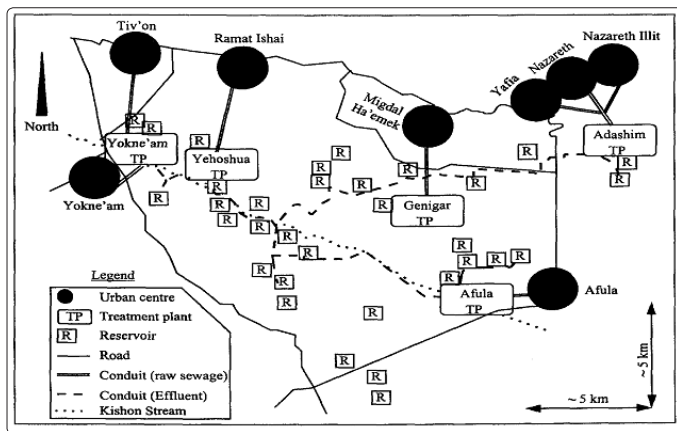 Tiv'on
Ramat Ishai
Nazareth Illit
Nazareth
Yafia
Migdal
Ha'emek
North
R
R
Yokne'am
TP
R
Yehoshua
TP
Adashim
TP
R
R
R
R
R
R
R
R
R
R
Yokne'am
R
R
R
R
R
R
Genigar
TP
R
R
R
R
R
R
R
R
R
Afula
TP
Afula
R
R
R
R
R
R
Legend
Urban centre
TP Treatment plant
R Reservoir
Road
Conduit (raw sewage)
Conduit (Effluent)
Kishon Stream
~ 5 km
~ 5 km